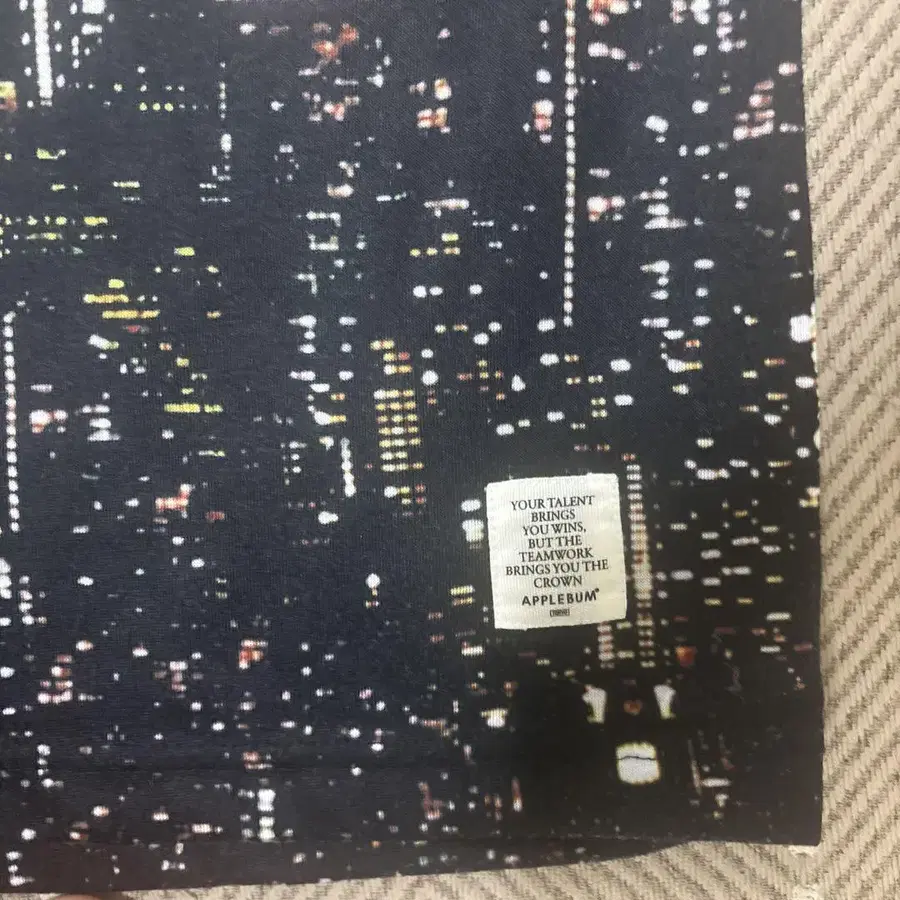 YOUR TALENT
BRINGS
YOU WINS,
BUT THE
TEAMWORK
BRINGS YOU THE
CROWN
APPLEBUM